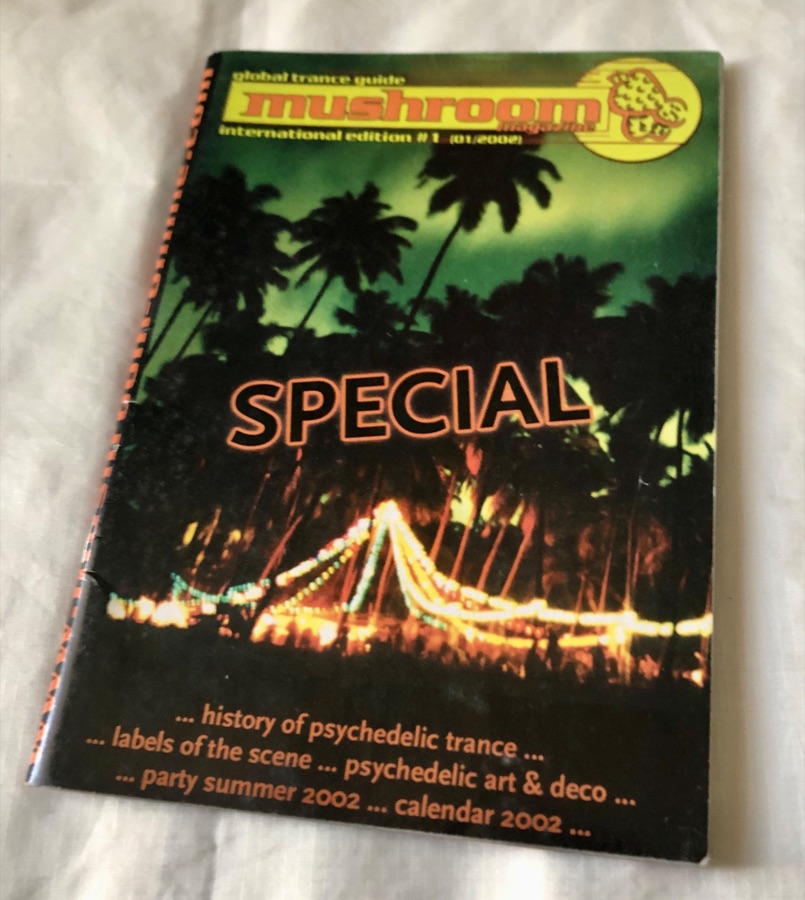 global trance guide
mushroom
magazine
international edition #1 (01/2002)
SPECIAL
... history of psychedelic trance ...
... labels of the scene ... psychedelic art & deco ...
... party summer 2002 ... calendar 2002 ...